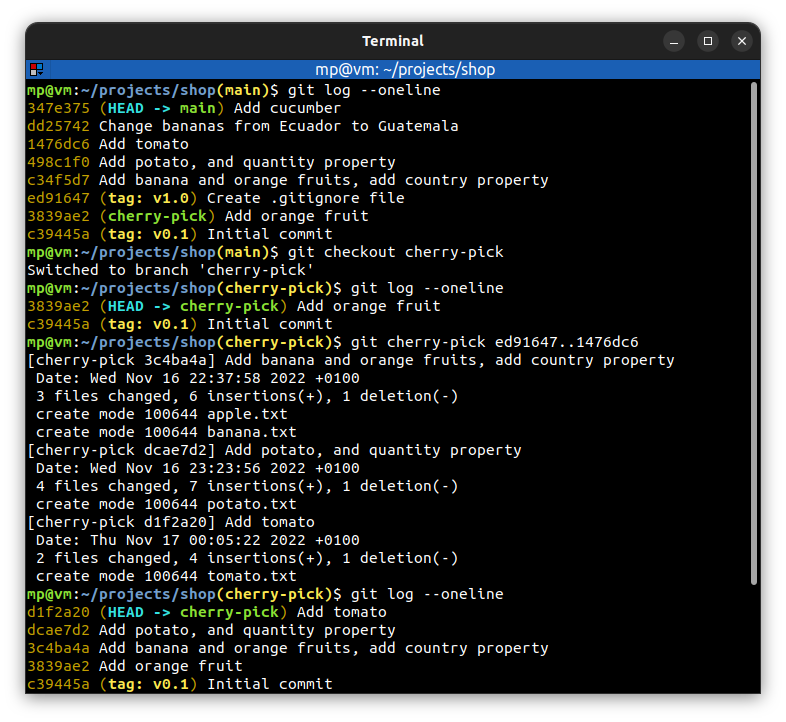 Terminal
mp@vm: ~/projects/shop
mp@vm:~/projects/shop(main)$ git log --oneline
347e375 (HEAD -> main) Add cucumber
dd25742 Change bananas from Ecuador to Guatemala
1476dc6 Add tomato
498c1f0 Add potato, and quantity property
c34f5d7 Add banana and orange fruits, add country property
ed91647 (tag: v1.0) Create .gitignore file
3839ae2 (cherry-pick) Add orange fruit
c39445a (tag: v0.1) Initial commit
mp@vm:~/projects/shop(main)$ git checkout cherry-pick
Switched to branch 'cherry-pick'
mp@vm:~/projects/shop(cherry-pick)$ git log --oneline
3839ae2 (HEAD -> cherry-pick) Add orange fruit
c39445a (tag: v0.1) Initial commit
mp@vm:~/projects/shop(cherry-pick)$ git cherry-pick ed91647..1476dc6
[cherry-pick 3c4ba4a] Add banana and orange fruits, add country property
 Date: Wed Nov 16 22:37:58 2022 +0100
 3 files changed, 6 insertions(+), 1 deletion(-)
 create mode 100644 apple.txt
 create mode 100644 banana.txt
[cherry-pick dcae7d2] Add potato, and quantity property
 Date: Wed Nov 16 23:23:56 2022 +0100
 4 files changed, 7 insertions(+), 1 deletion(-)
 create mode 100644 potato.txt
[cherry-pick d1f2a20] Add tomato
 Date: Thu Nov 17 00:05:22 2022 +0100
 2 files changed, 4 insertions(+), 1 deletion(-)
 create mode 100644 tomato.txt
mp@vm:~/projects/shop(cherry-pick)$ git log --oneline
d1f2a20 (HEAD -> cherry-pick) Add tomato
dcae7d2 Add potato, and quantity property
3c4ba4a Add banana and orange fruits, add country property
3839ae2 Add orange fruit
c39445a (tag: v0.1) Initial commit